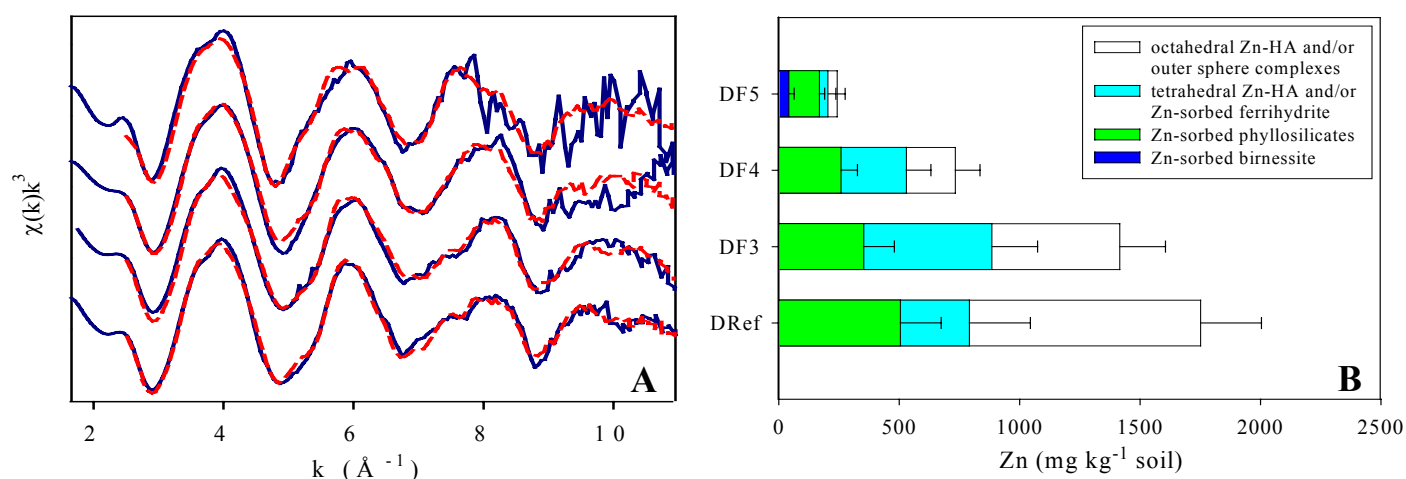 χ(k)k³
A
2 4 6 8 10
k (Å⁻¹)
octahedral Zn-HA and/or
outer sphere complexes
tetrahedral Zn-HA and/or
Zn-sorbed ferrihydrite
Zn-sorbed phyllosilicates
Zn-sorbed birnessite
DF5
DF4
DF3
DRef
B
0 500 1000 1500 2000 2500
Zn (mg kg⁻¹ soil)